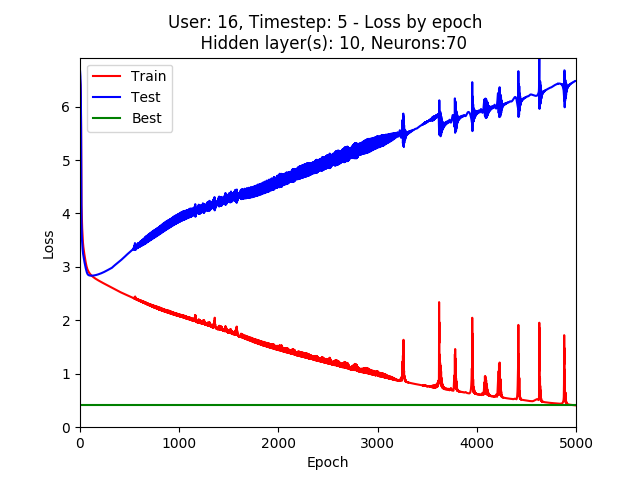 User: 16, Timestep: 5 - Loss by epoch
Hidden layer(s): 10, Neurons:70
Train
Test
Best
6
5
4
3
2
1
0
Loss
0 1000 2000 3000 4000 5000
Epoch